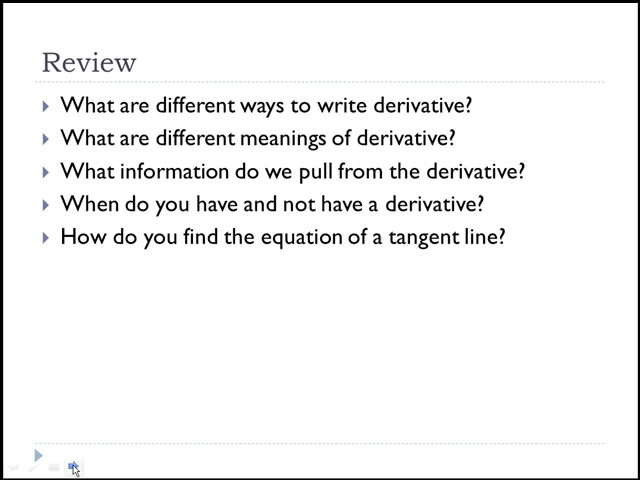 Review
What are different ways to write derivative?
What are different meanings of derivative?
What information do we pull from the derivative?
When do you have and not have a derivative?
How do you find the equation of a tangent line?